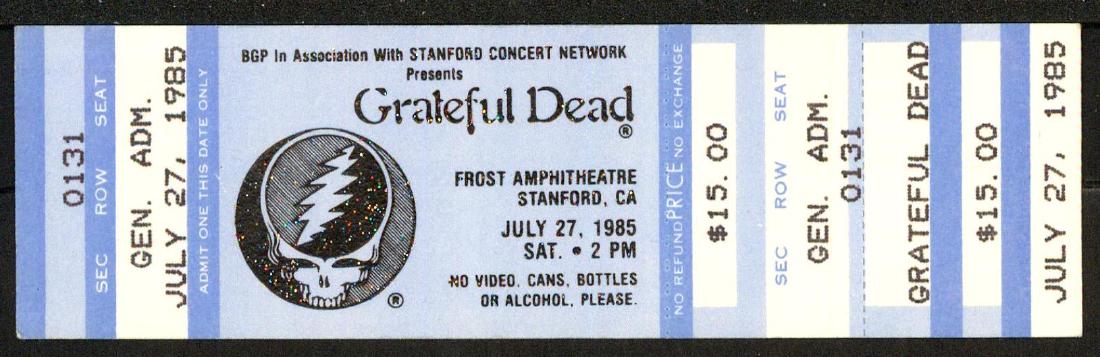 0131
SEC ROW SEAT
GEN. ADM.
JULY 27, 1985
ADMIT ONE THIS DATE ONLY
BGP In Association With STANFORD CONCERT NETWORK
Presents
Grateful Dead
®
FROST AMPHITHEATRE
STANFORD, CA
JULY 27, 1985
SAT. • 2 PM
NO VIDEO, CANS, BOTTLES
OR ALCOHOL, PLEASE.
®
NO REFUND PRICE NO EXCHANGE
$15.00
SEC ROW SEAT
GEN. ADM.
0131
GRATEFUL DEAD
$15.00
JULY 27, 1985